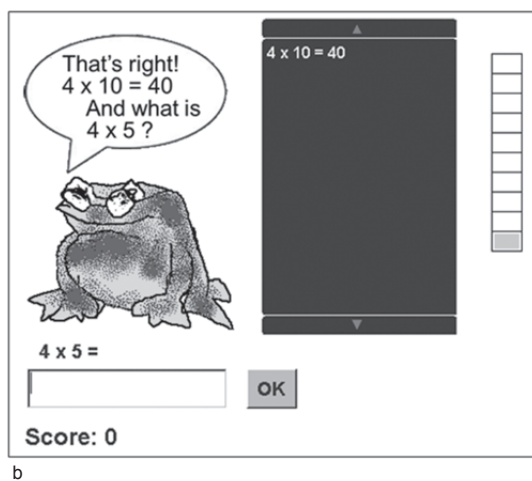 That's right!
4 x 10 = 40
And what is
4 x 5 ?
4 x 10 = 40
4 x 5 =
OK
Score: 0
b